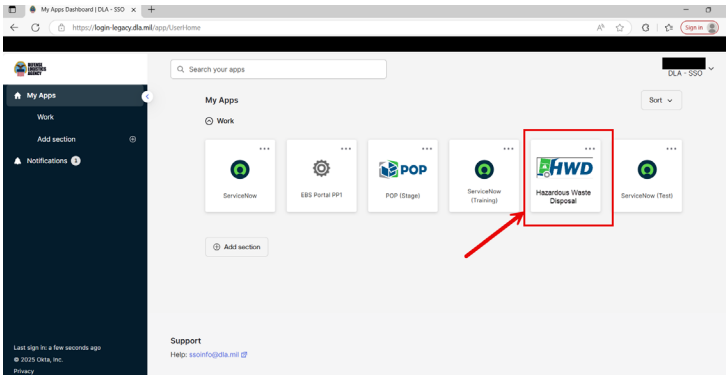 My Apps Dashboard | DLA - SSO
https://login-legacy.dla.mil/app/UserHome
Sign in
DEFENSE
LOGISTICS
AGENCY
Search your apps
DLA - SSO
My Apps
Work
Add section
Notifications 1
My Apps
Sort
Work
ServiceNow
EBS Portal PP1
POP
POP (Stage)
ServiceNow
(Training)
HWD
Hazardous Waste
Disposal
ServiceNow (Test)
Add section
Last sign in: a few seconds ago
© 2025 Okta, Inc.
Privacy
Support
Help: ssoinfo@dla.mil